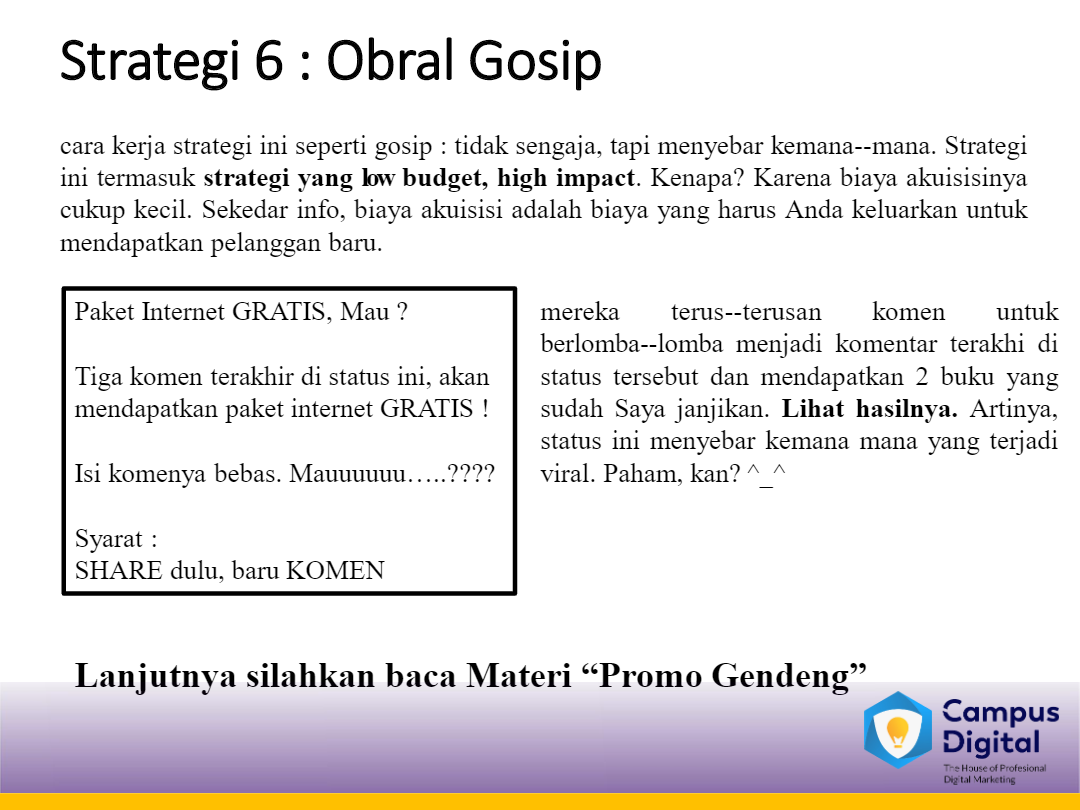 Strategi 6 : Obral Gosip
cara kerja strategi ini seperti gosip : tidak sengaja, tapi menyebar kemana--mana. Strategi
ini termasuk strategi yang low budget, high impact. Kenapa? Karena biaya akuisisinya
cukup kecil. Sekedar info, biaya akuisisi adalah biaya yang harus Anda keluarkan untuk
mendapatkan pelanggan baru.
Paket Internet GRATIS, Mau ?
Tiga komen terakhir di status ini, akan
mendapatkan paket internet GRATIS !
Isi komenya bebas. Mauuuuuuu…..????
Syarat :
SHARE dulu, baru KOMEN
mereka terus--terusan komen untuk
berlomba--lomba menjadi komentar terakhi di
status tersebut dan mendapatkan 2 buku yang
sudah Saya janjikan. Lihat hasilnya. Artinya,
status ini menyebar kemana mana yang terjadi
viral. Paham, kan? ^_^
Lanjutnya silahkan baca Materi “Promo Gendeng”
Campus
Digital
The House of Profesional
Digital Marketing